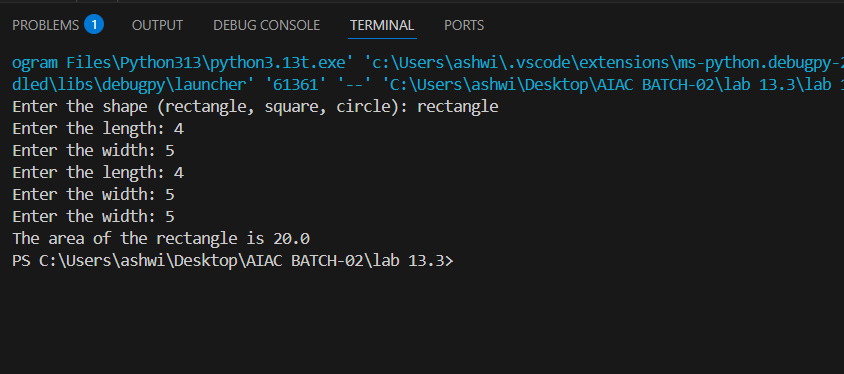 PROBLEMS 1 OUTPUT DEBUG CONSOLE TERMINAL PORTS
ogram Files\Python313\python3.13t.exe' 'c:\Users\ashwi\.vscode\extensions\ms-python.debugpy-2
dled\libs\debugpy\launcher' '61361' '--' 'C:\Users\ashwi\Desktop\AIAC BATCH-02\lab 13.3\lab 1
Enter the shape (rectangle, square, circle): rectangle
Enter the length: 4
Enter the width: 5
Enter the length: 4
Enter the width: 5
Enter the width: 5
The area of the rectangle is 20.0
PS C:\Users\ashwi\Desktop\AIAC BATCH-02\lab 13.3>